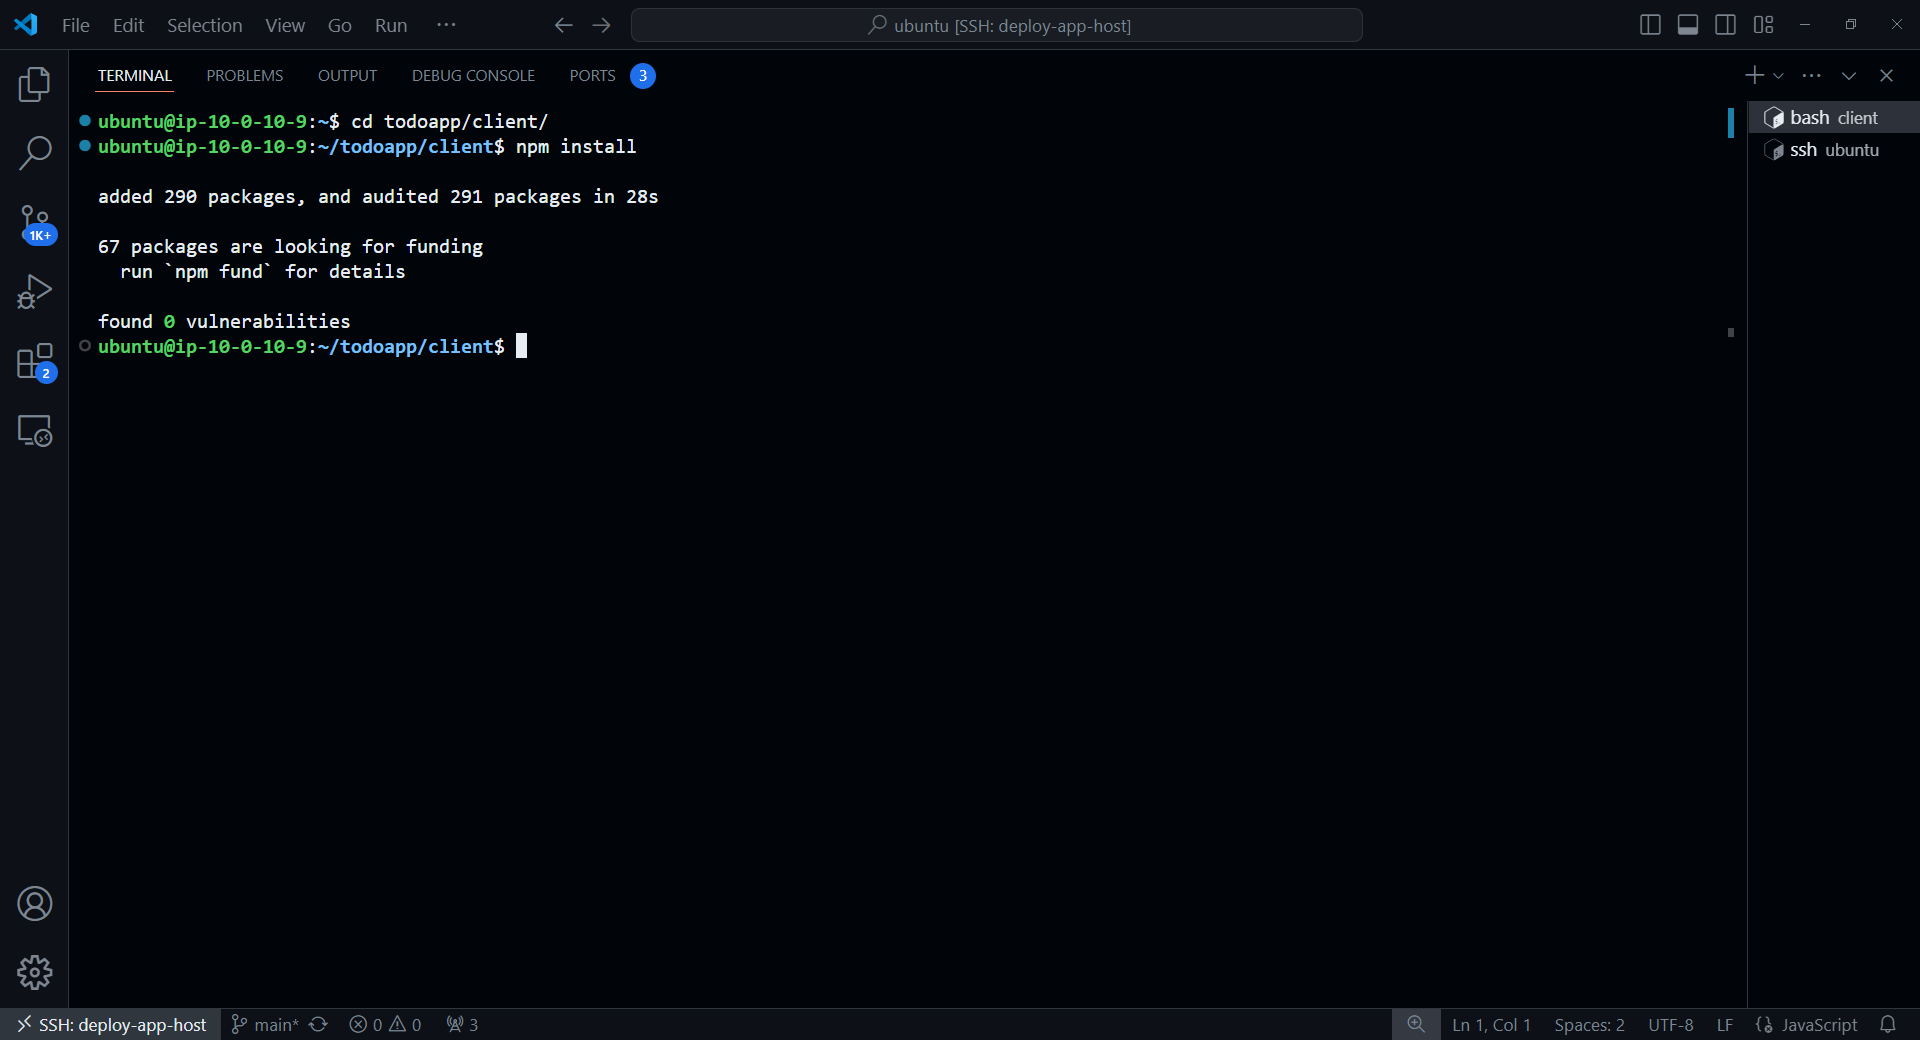 File Edit Selection View Go Run ···
ubuntu [SSH: deploy-app-host]
TERMINAL PROBLEMS OUTPUT DEBUG CONSOLE PORTS 3
ubuntu@ip-10-0-10-9:~$ cd todoapp/client/
ubuntu@ip-10-0-10-9:~/todoapp/client$ npm install
added 290 packages, and audited 291 packages in 28s
67 packages are looking for funding
run `npm fund` for details
found 0 vulnerabilities
ubuntu@ip-10-0-10-9:~/todoapp/client$
bash client
ssh ubuntu
1K+
2
SSH: deploy-app-host main* 0 0 3 Ln 1, Col 1 Spaces: 2 UTF-8 LF JavaScript